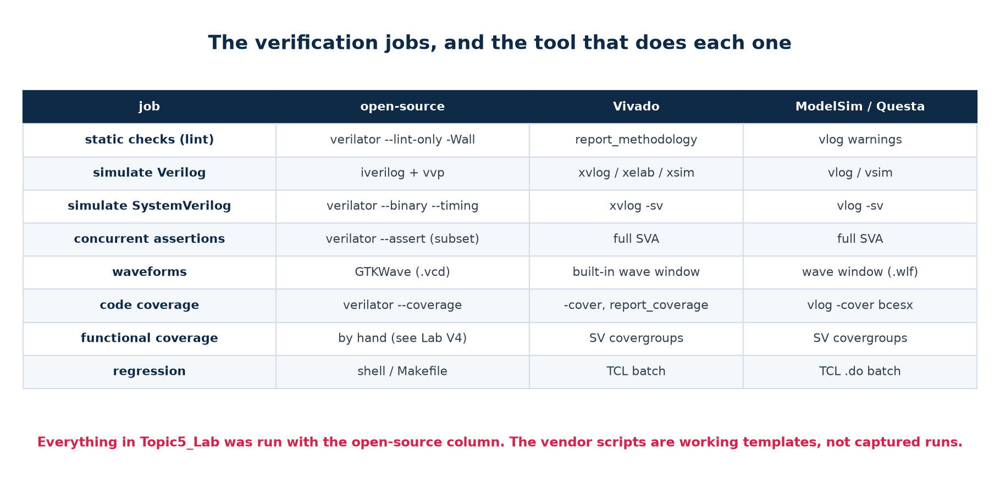 The verification jobs, and the tool that does each one
job open-source Vivado ModelSim / Questa
static checks (lint) verilator --lint-only -Wall report_methodology vlog warnings
simulate Verilog iverilog + vvp xvlog / xelab / xsim vlog / vsim
simulate SystemVerilog verilator --binary --timing xvlog -sv vlog -sv
concurrent assertions verilator --assert (subset) full SVA full SVA
waveforms GTKWave (.vcd) built-in wave window wave window (.wlf)
code coverage verilator --coverage -cover, report_coverage vlog -cover bcesx
functional coverage by hand (see Lab V4) SV covergroups SV covergroups
regression shell / Makefile TCL batch TCL .do batch
Everything in Topic5_Lab was run with the open-source column. The vendor scripts are working templates, not captured runs.